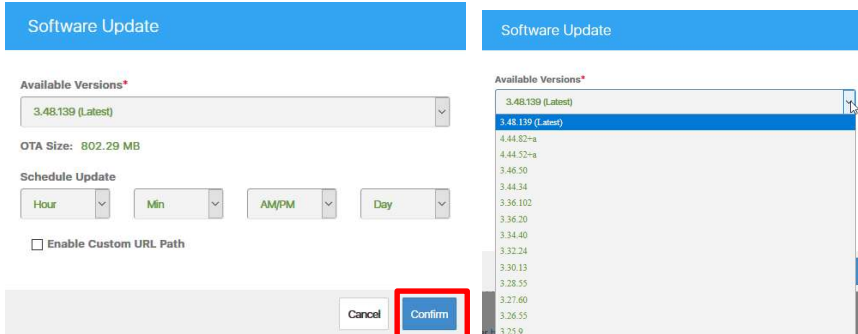 Software Update
Available Versions*
3.48.139 (Latest)
OTA Size: 802.29 MB
Schedule Update
Hour Min AM/PM Day
Enable Custom URL Path
Cancel Confirm
Software Update
Available Versions*
3.48.139 (Latest)
3.48.139 (Latest)
4.44.82+a
4.44.52+a
3.46.50
3.44.34
3.36.102
3.36.20
3.34.40
3.32.24
3.30.13
3.28.55
3.27.60
3.26.55
3.25.9